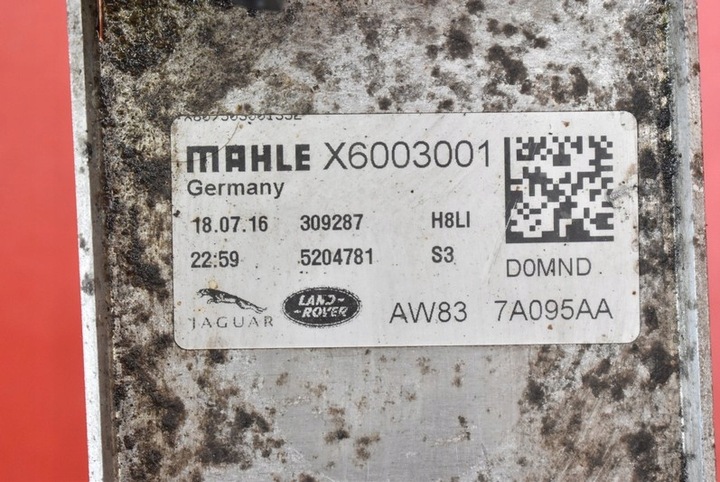 MAHLE X6003001
Germany
18.07.16 309287 H8LI
22:59 5204781 S3
D0MND
JAGUAR LAND-ROVER AW83 7A095AA